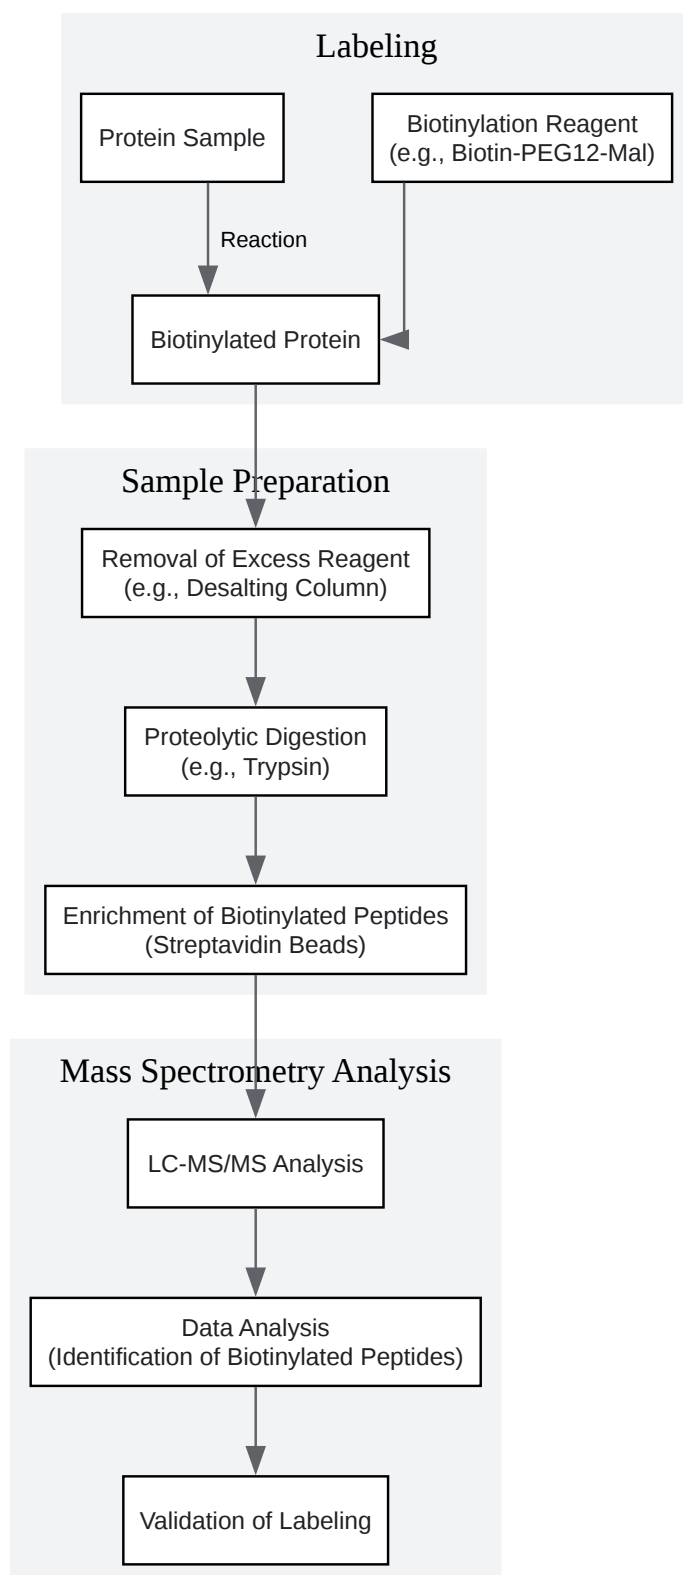 Labeling
Protein Sample
Biotinylation Reagent
(e.g., Biotin-PEG12-Mal)
Reaction
Biotinylated Protein
Sample Preparation
Removal of Excess Reagent
(e.g., Desalting Column)
Proteolytic Digestion
(e.g., Trypsin)
Enrichment of Biotinylated Peptides
(Streptavidin Beads)
Mass Spectrometry Analysis
LC-MS/MS Analysis
Data Analysis
(Identification of Biotinylated Peptides)
Validation of Labeling